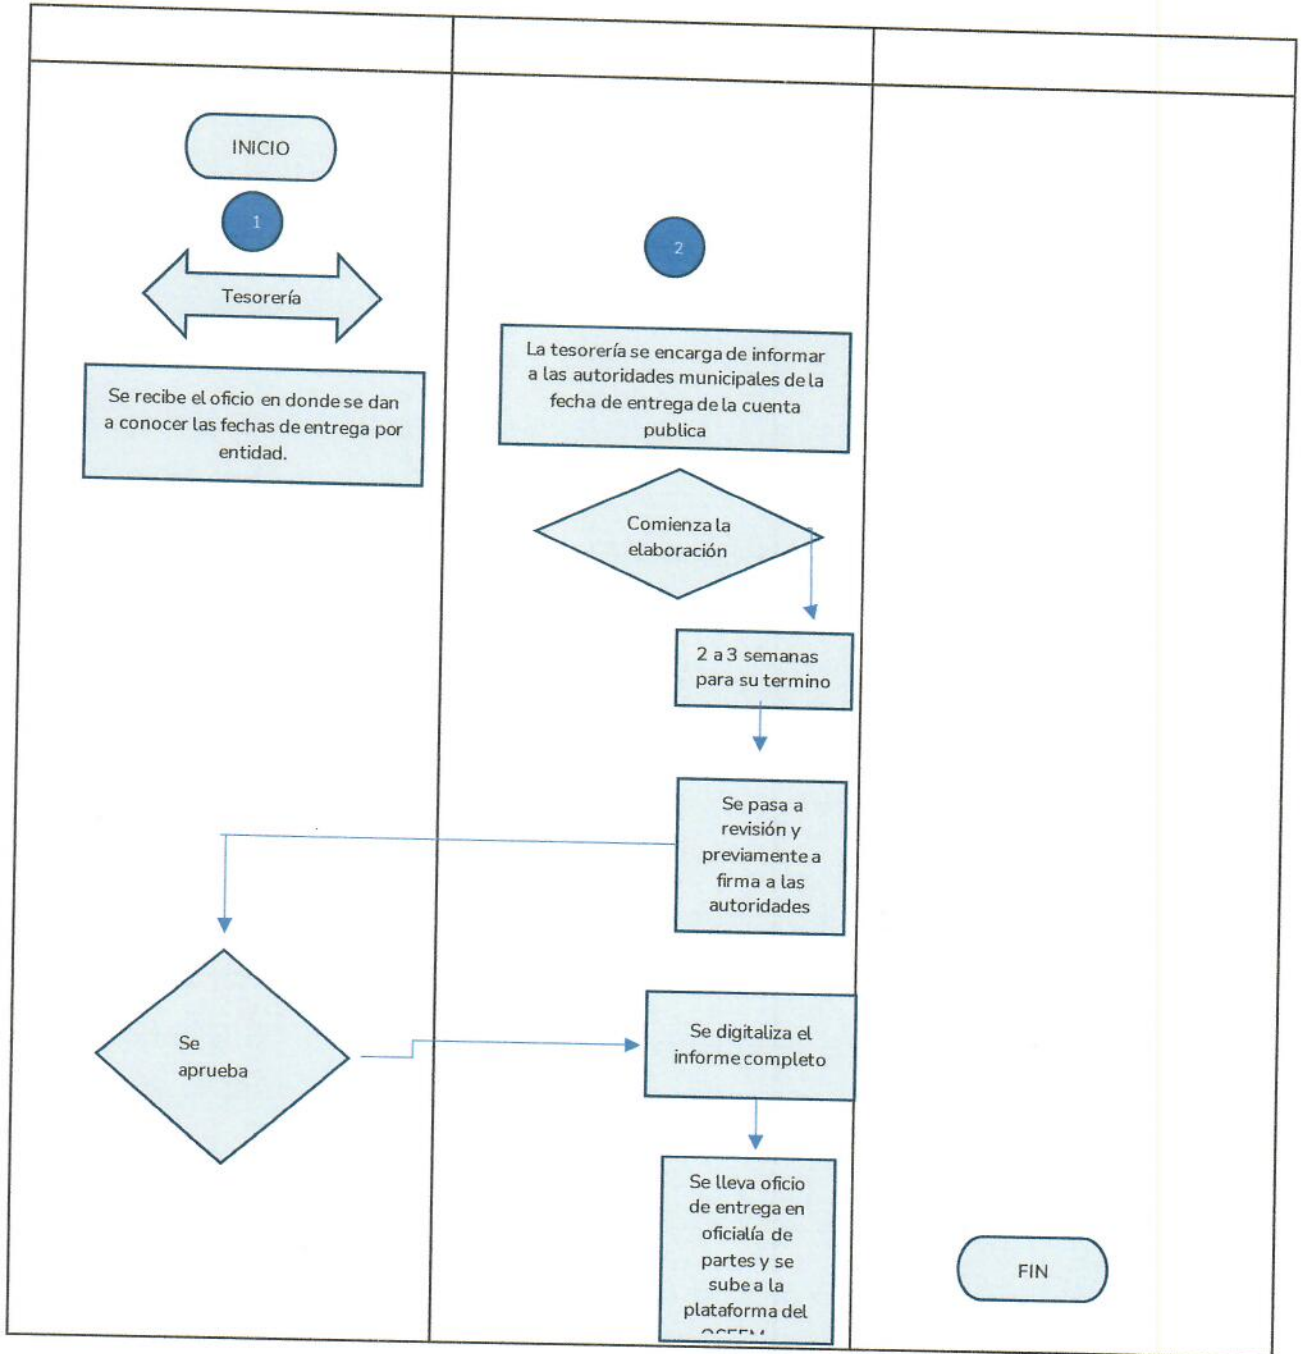 INICIO
1
Tesorería
Se recibe el oficio en donde se dan
a conocer las fechas de entrega por
entidad.
2
La tesorería se encarga de informar
a las autoridades municipales de la
fecha de entrega de la cuenta
publica
Comienza la
elaboración
2 a 3 semanas
para su termino
Se pasa a
revisión y
previamente a
firma a las
autoridades
Se
aprueba
Se digitaliza el
informe completo
Se lleva oficio
de entrega en
oficialía de
partes y se
sube a la
plataforma del
FIN